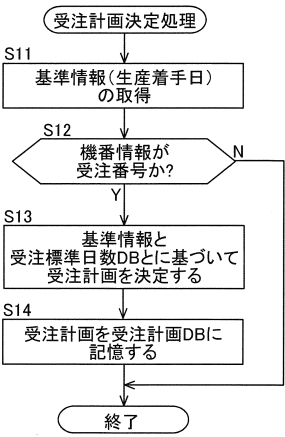 受注計画決定処理
S11
基準情報(生産着手日)
の取得
S12
機番情報が
受注番号か?
N
Y
S13
基準情報と
受注標準日数DBとに基づいて
受注計画を決定する
S14
受注計画を受注計画DBに
記憶する
終了